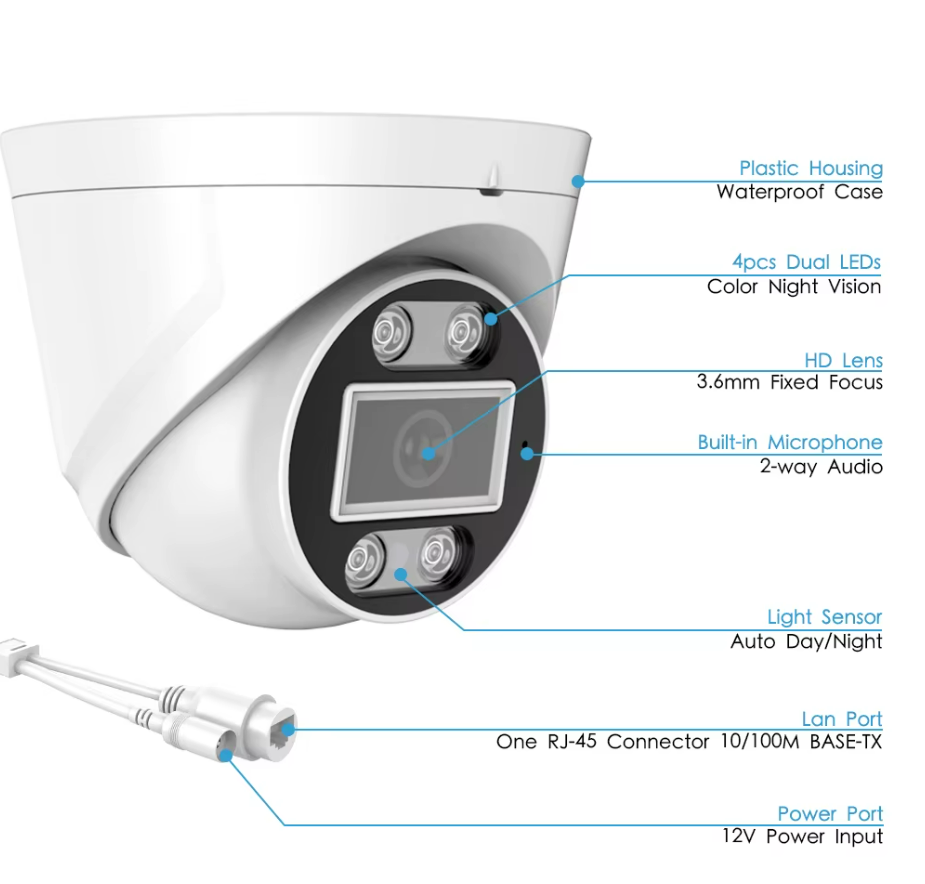 Plastic Housing
Waterproof Case
4pcs Dual LEDs
Color Night Vision
HD Lens
3.6mm Fixed Focus
Built-in Microphone
2-way Audio
Light Sensor
Auto Day/Night
Lan Port
One RJ-45 Connector 10/100M BASE-TX
Power Port
12V Power Input